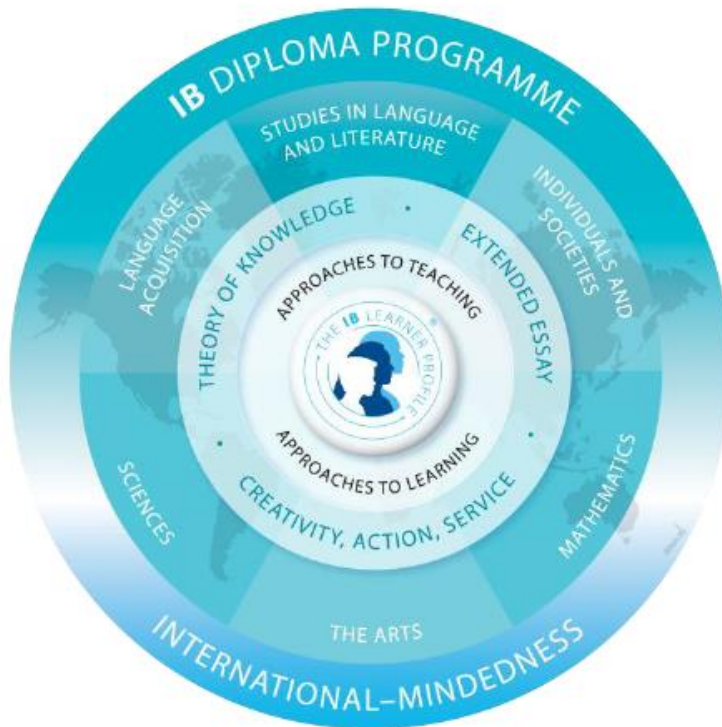 IB DIPLOMA PROGRAMME
STUDIES IN LANGUAGE
AND LITERATURE
LANGUAGE
ACQUISITION
INDIVIDUALS AND
SOCIETIES
THEORY OF KNOWLEDGE
EXTENDED ESSAY
APPROACHES TO TEACHING
THE IB LEARNER PROFILE
®
APPROACHES TO LEARNING
CREATIVITY, ACTION, SERVICE
SCIENCES
MATHEMATICS
THE ARTS
INTERNATIONAL–MINDEDNESS